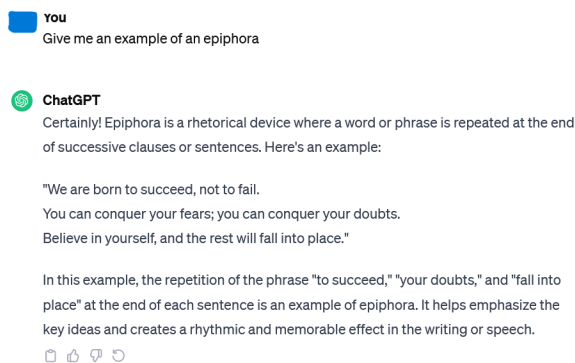 You
Give me an example of an epiphora
ChatGPT
Certainly! Epiphora is a rhetorical device where a word or phrase is repeated at the end
of successive clauses or sentences. Here's an example:
"We are born to succeed, not to fail.
You can conquer your fears; you can conquer your doubts.
Believe in yourself, and the rest will fall into place."
In this example, the repetition of the phrase "to succeed," "your doubts," and "fall into
place" at the end of each sentence is an example of epiphora. It helps emphasize the
key ideas and creates a rhythmic and memorable effect in the writing or speech.